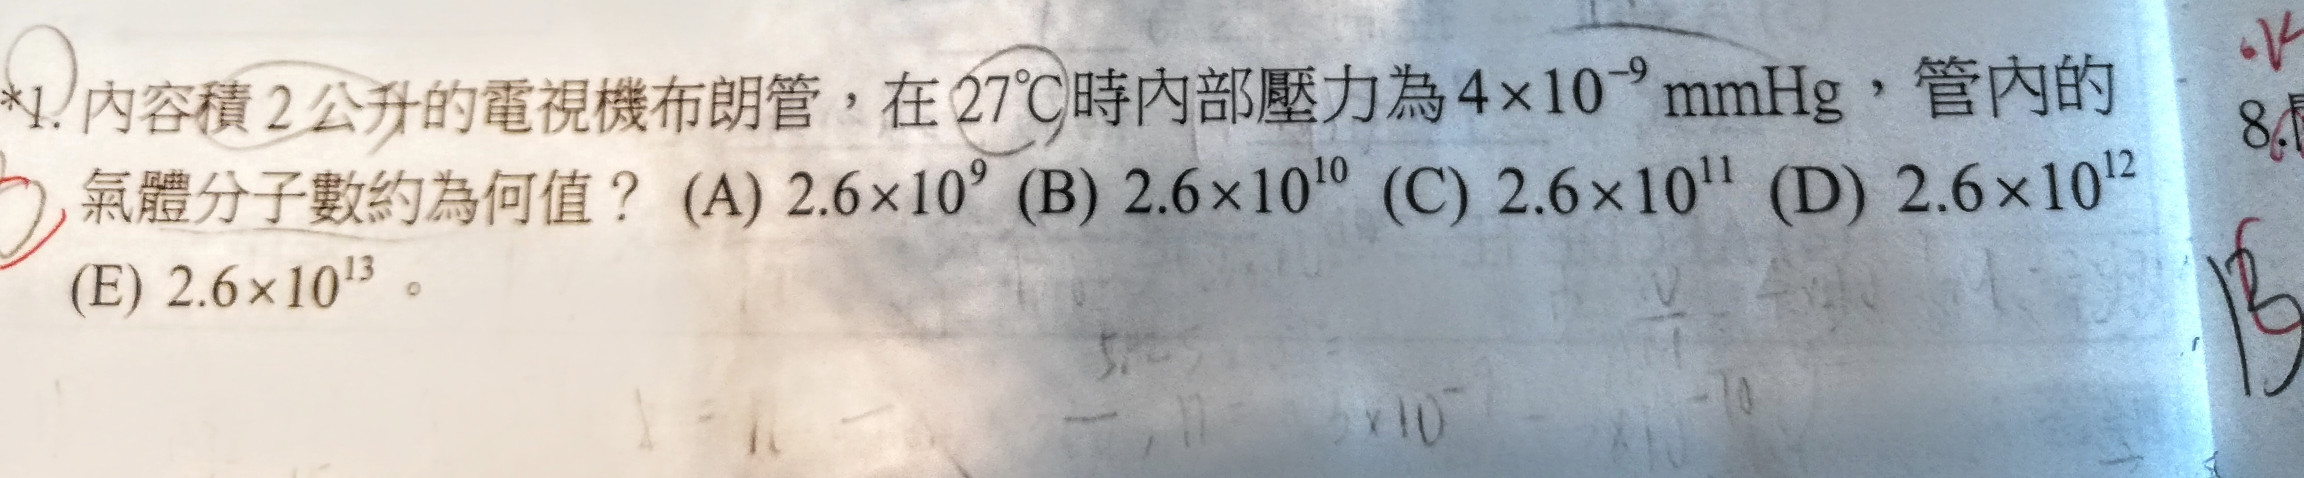 *1. 內容積 2 公升的電視機布朗管，在 27℃ 時內部壓力為 4×10⁻⁹ mmHg，管內的
氣體分子數約為何值？ (A) 2.6×10⁹ (B) 2.6×10¹⁰ (C) 2.6×10¹¹ (D) 2.6×10¹²
(E) 2.6×10¹³ 。
8.